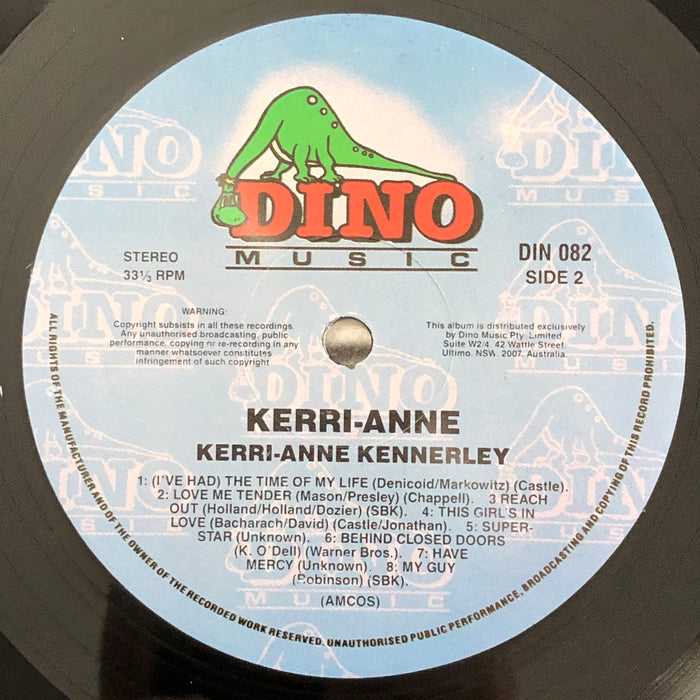 DINO
MUSIC
STEREO
33⅓ RPM
DIN 082
SIDE 2
WARNING:
Copyright subsists in all these recordings.
Any unauthorised broadcasting, public
performance, copying or re-recording in any
manner whatsoever constitutes
infringement of such copyright
This album is distributed exclusively
by Dino Music Pty. Limited
Suite W2/4, 42 Wattle Street,
Ultimo, NSW, 2007, Australia.
KERRI-ANNE
KERRI-ANNE KENNERLEY
1: (I'VE HAD) THE TIME OF MY LIFE (Denicoid/Markowitz) (Castle).
2: LOVE ME TENDER (Mason/Presley) (Chappell). 3 REACH
OUT (Holland/Holland/Dozier) (SBK). 4: THIS GIRL'S IN
LOVE (Bacharach/David) (Castle/Jonathan). 5: SUPER-
STAR (Unknown). 6: BEHIND CLOSED DOORS
(K. O'Dell) (Warner Bros.). 7: HAVE
MERCY (Unknown). 8: MY GUY
(Robinson) (SBK).
(AMCOS)
ALL RIGHTS OF THE MANUFACTURER AND OF THE OWNER OF THE RECORDED WORK RESERVED. UNAUTHORISED PUBLIC PERFORMANCE, BROADCASTING AND COPYING OF THIS RECORD PROHIBITED.